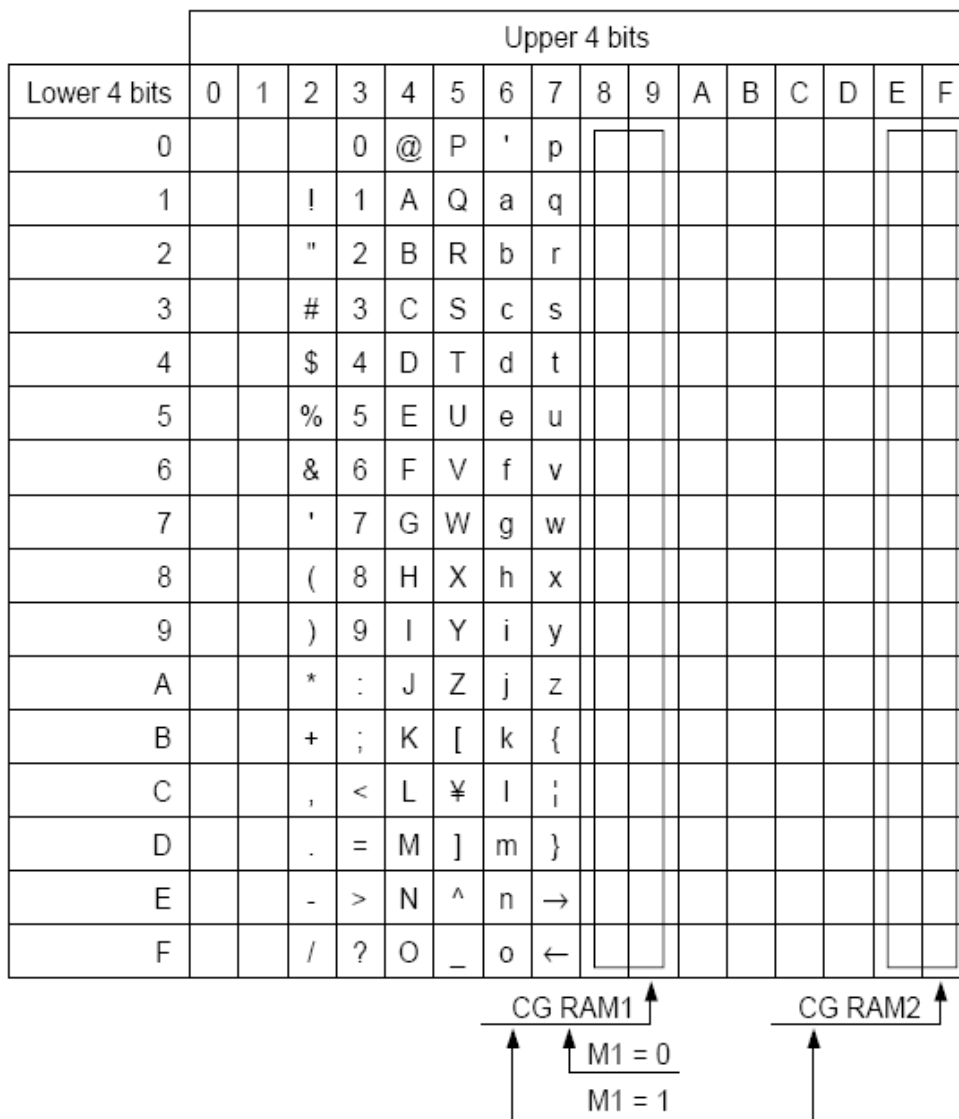 Upper 4 bits
Lower 4 bits 0 1 2 3 4 5 6 7 8 9 A B C D E F
0 0 @ P ' p
1 ! 1 A Q a q
2 " 2 B R b r
3 # 3 C S c s
4 $ 4 D T d t
5 % 5 E U e u
6 & 6 F V f v
7 ' 7 G W g w
8 ( 8 H X h x
9 ) 9 I Y i y
A * : J Z j z
B + ; K [ k {
C , < L ¥ l ¦
D . = M ] m }
E - > N ^ n →
F / ? O _ o ←
CG RAM1 CG RAM2
M1 = 0
M1 = 1